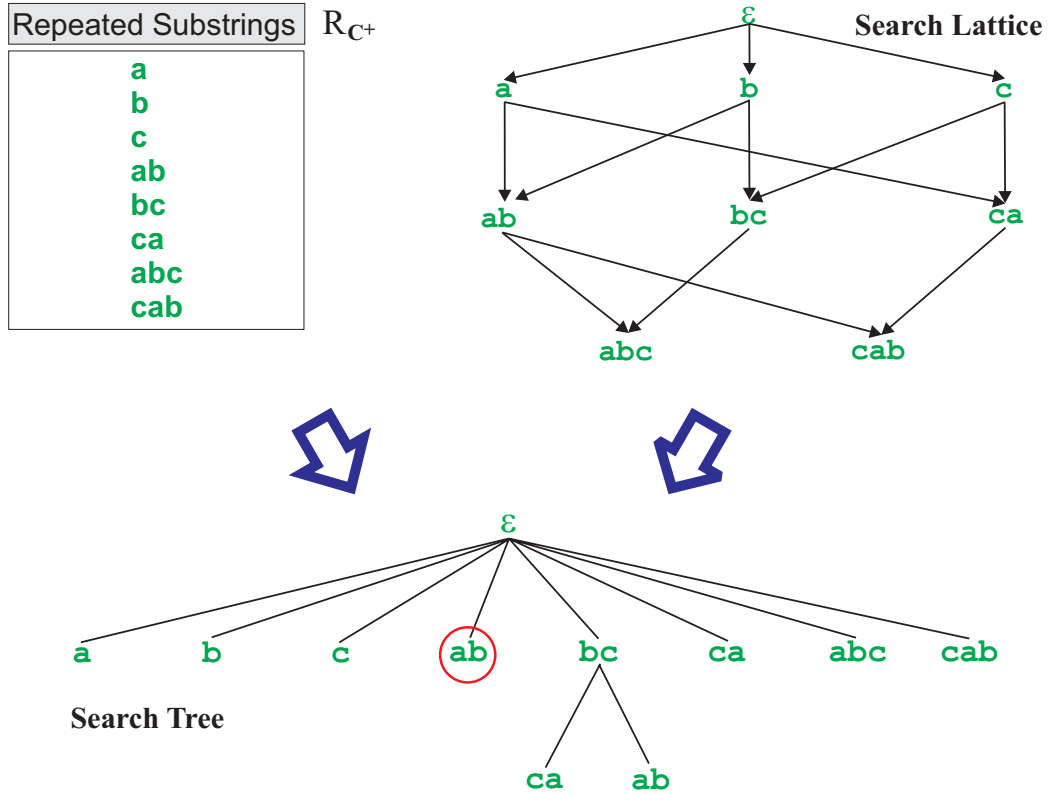 Repeated Substrings R_C+
a
b
c
ab
bc
ca
abc
cab
Search Lattice
ε
a b c
ab bc ca
abc cab
ε
a b c ab bc ca abc cab
Search Tree
ca ab